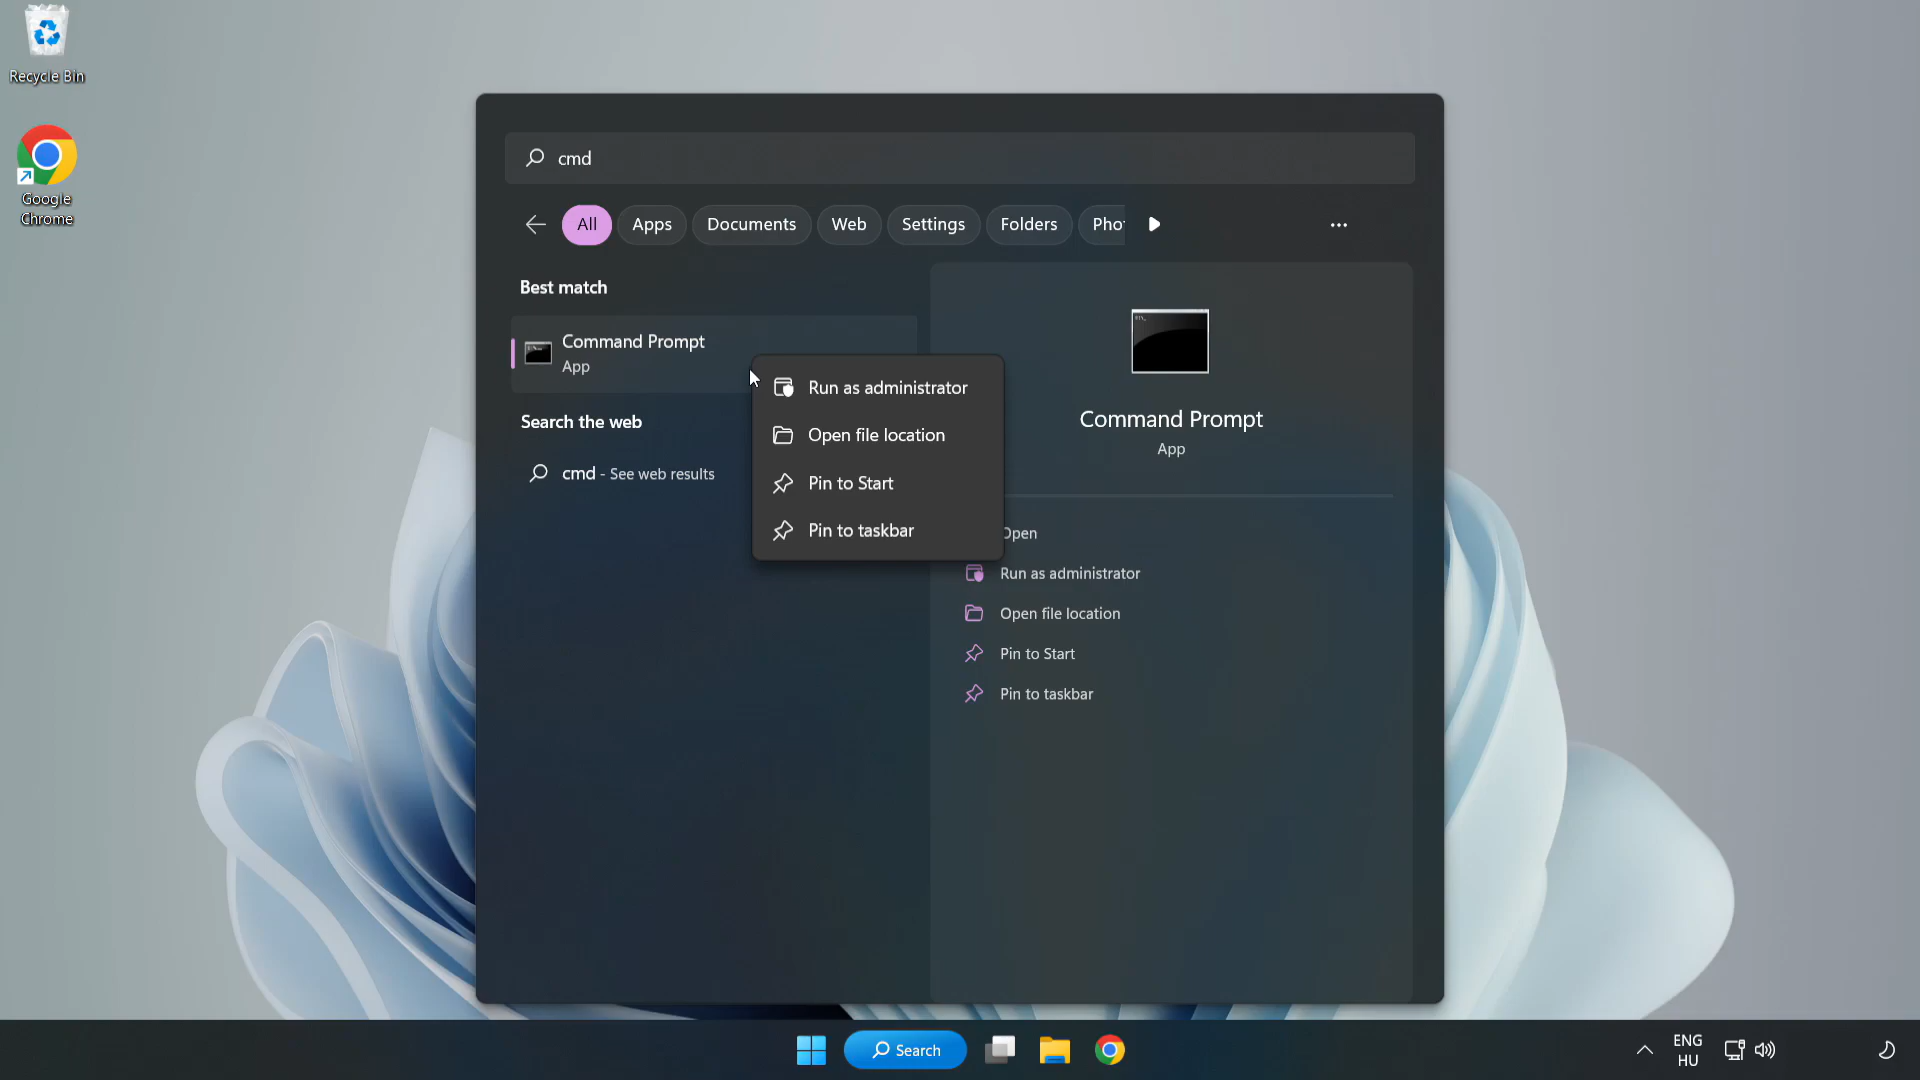 Recycle Bin
Google
Chrome
cmd
All
Apps
Documents
Web
Settings
Folders
Pho
Best match
Command Prompt
App
Search the web
cmd - See web results
Run as administrator
Open file location
Pin to Start
Pin to taskbar
Command Prompt
App
Open
Run as administrator
Open file location
Pin to Start
Pin to taskbar
Search
ENG
HU